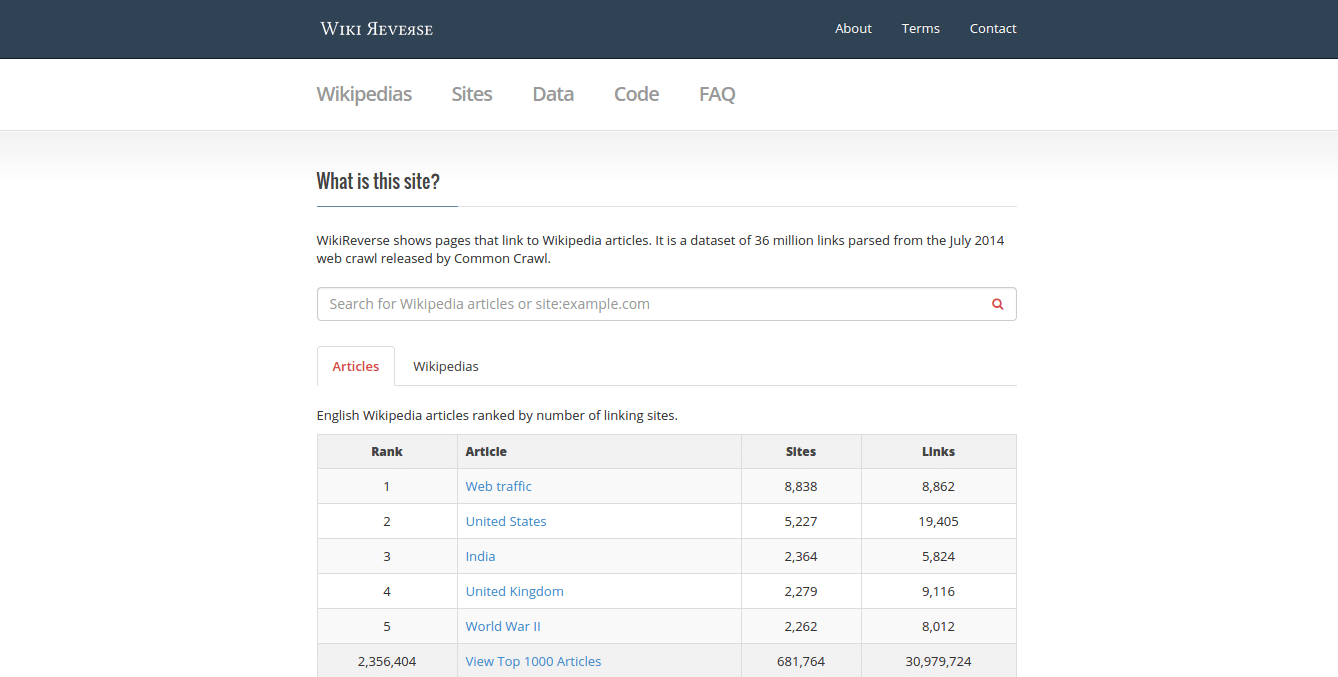 Wiki ЯeveЯse
About Terms Contact
Wikipedias Sites Data Code FAQ
What is this site?
WikiReverse shows pages that link to Wikipedia articles. It is a dataset of 36 million links parsed from the July 2014
web crawl released by Common Crawl.
Search for Wikipedia articles or site:example.com
Articles Wikipedias
English Wikipedia articles ranked by number of linking sites.
Rank Article Sites Links
1 Web traffic 8,838 8,862
2 United States 5,227 19,405
3 India 2,364 5,824
4 United Kingdom 2,279 9,116
5 World War II 2,262 8,012
2,356,404 View Top 1000 Articles 681,764 30,979,724